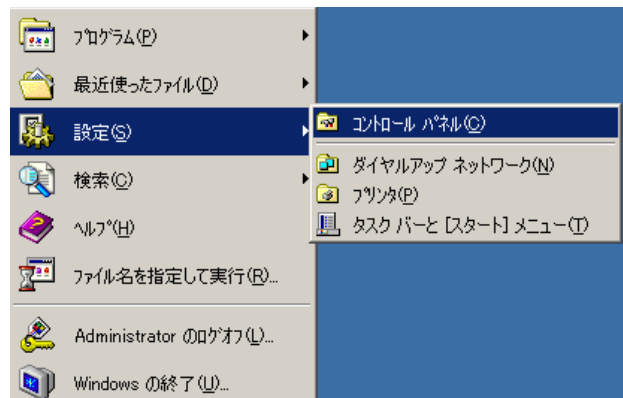 プログラム(P)
最近使ったファイル(D)
設定(S)
コントロール パネル(C)
ダイヤルアップ ネットワーク(N)
プリンタ(P)
タスク バーと [スタート] メニュー(T)
検索(C)
ヘルプ(H)
ファイル名を指定して実行(R)...
Administrator のログオフ(L)...
Windows の終了(U)...